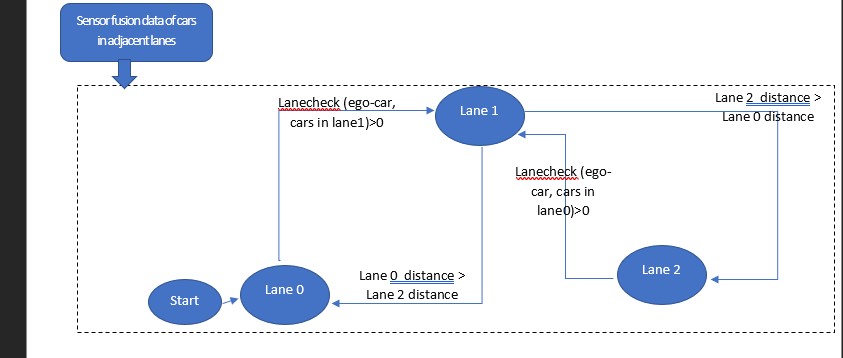 Sensor fusion data of cars
in adjacent lanes
Lanecheck (ego-car,
cars in lane1)>0
Lane 1
Lane 2 distance >
Lane 0 distance
Lanecheck (ego-
car, cars in
lane0)>0
Lane 2
Lane 0 distance >
Lane 2 distance
Lane 0
Start